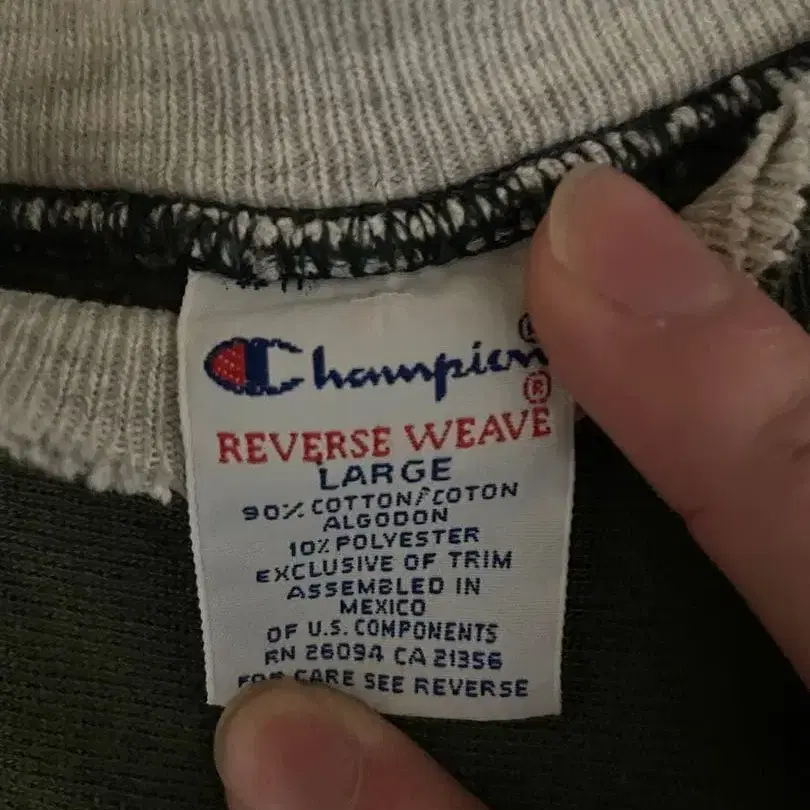 Champion
®
REVERSE WEAVE
LARGE
90% COTTON/COTON
ALGODON
10% POLYESTER
EXCLUSIVE OF TRIM
ASSEMBLED IN
MEXICO
OF U.S. COMPONENTS
RN 26094 CA 21356
FOR CARE SEE REVERSE